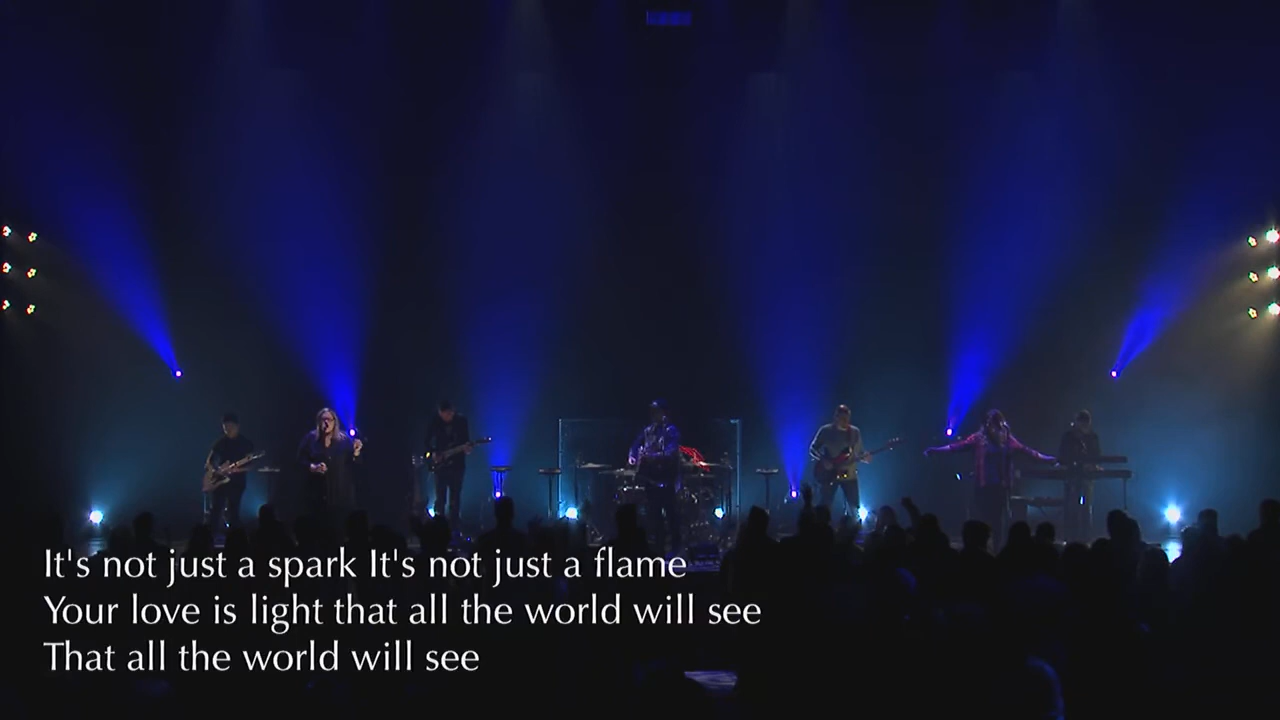 It's not just a spark It's not just a flame
Your love is light that all the world will see
That all the world will see